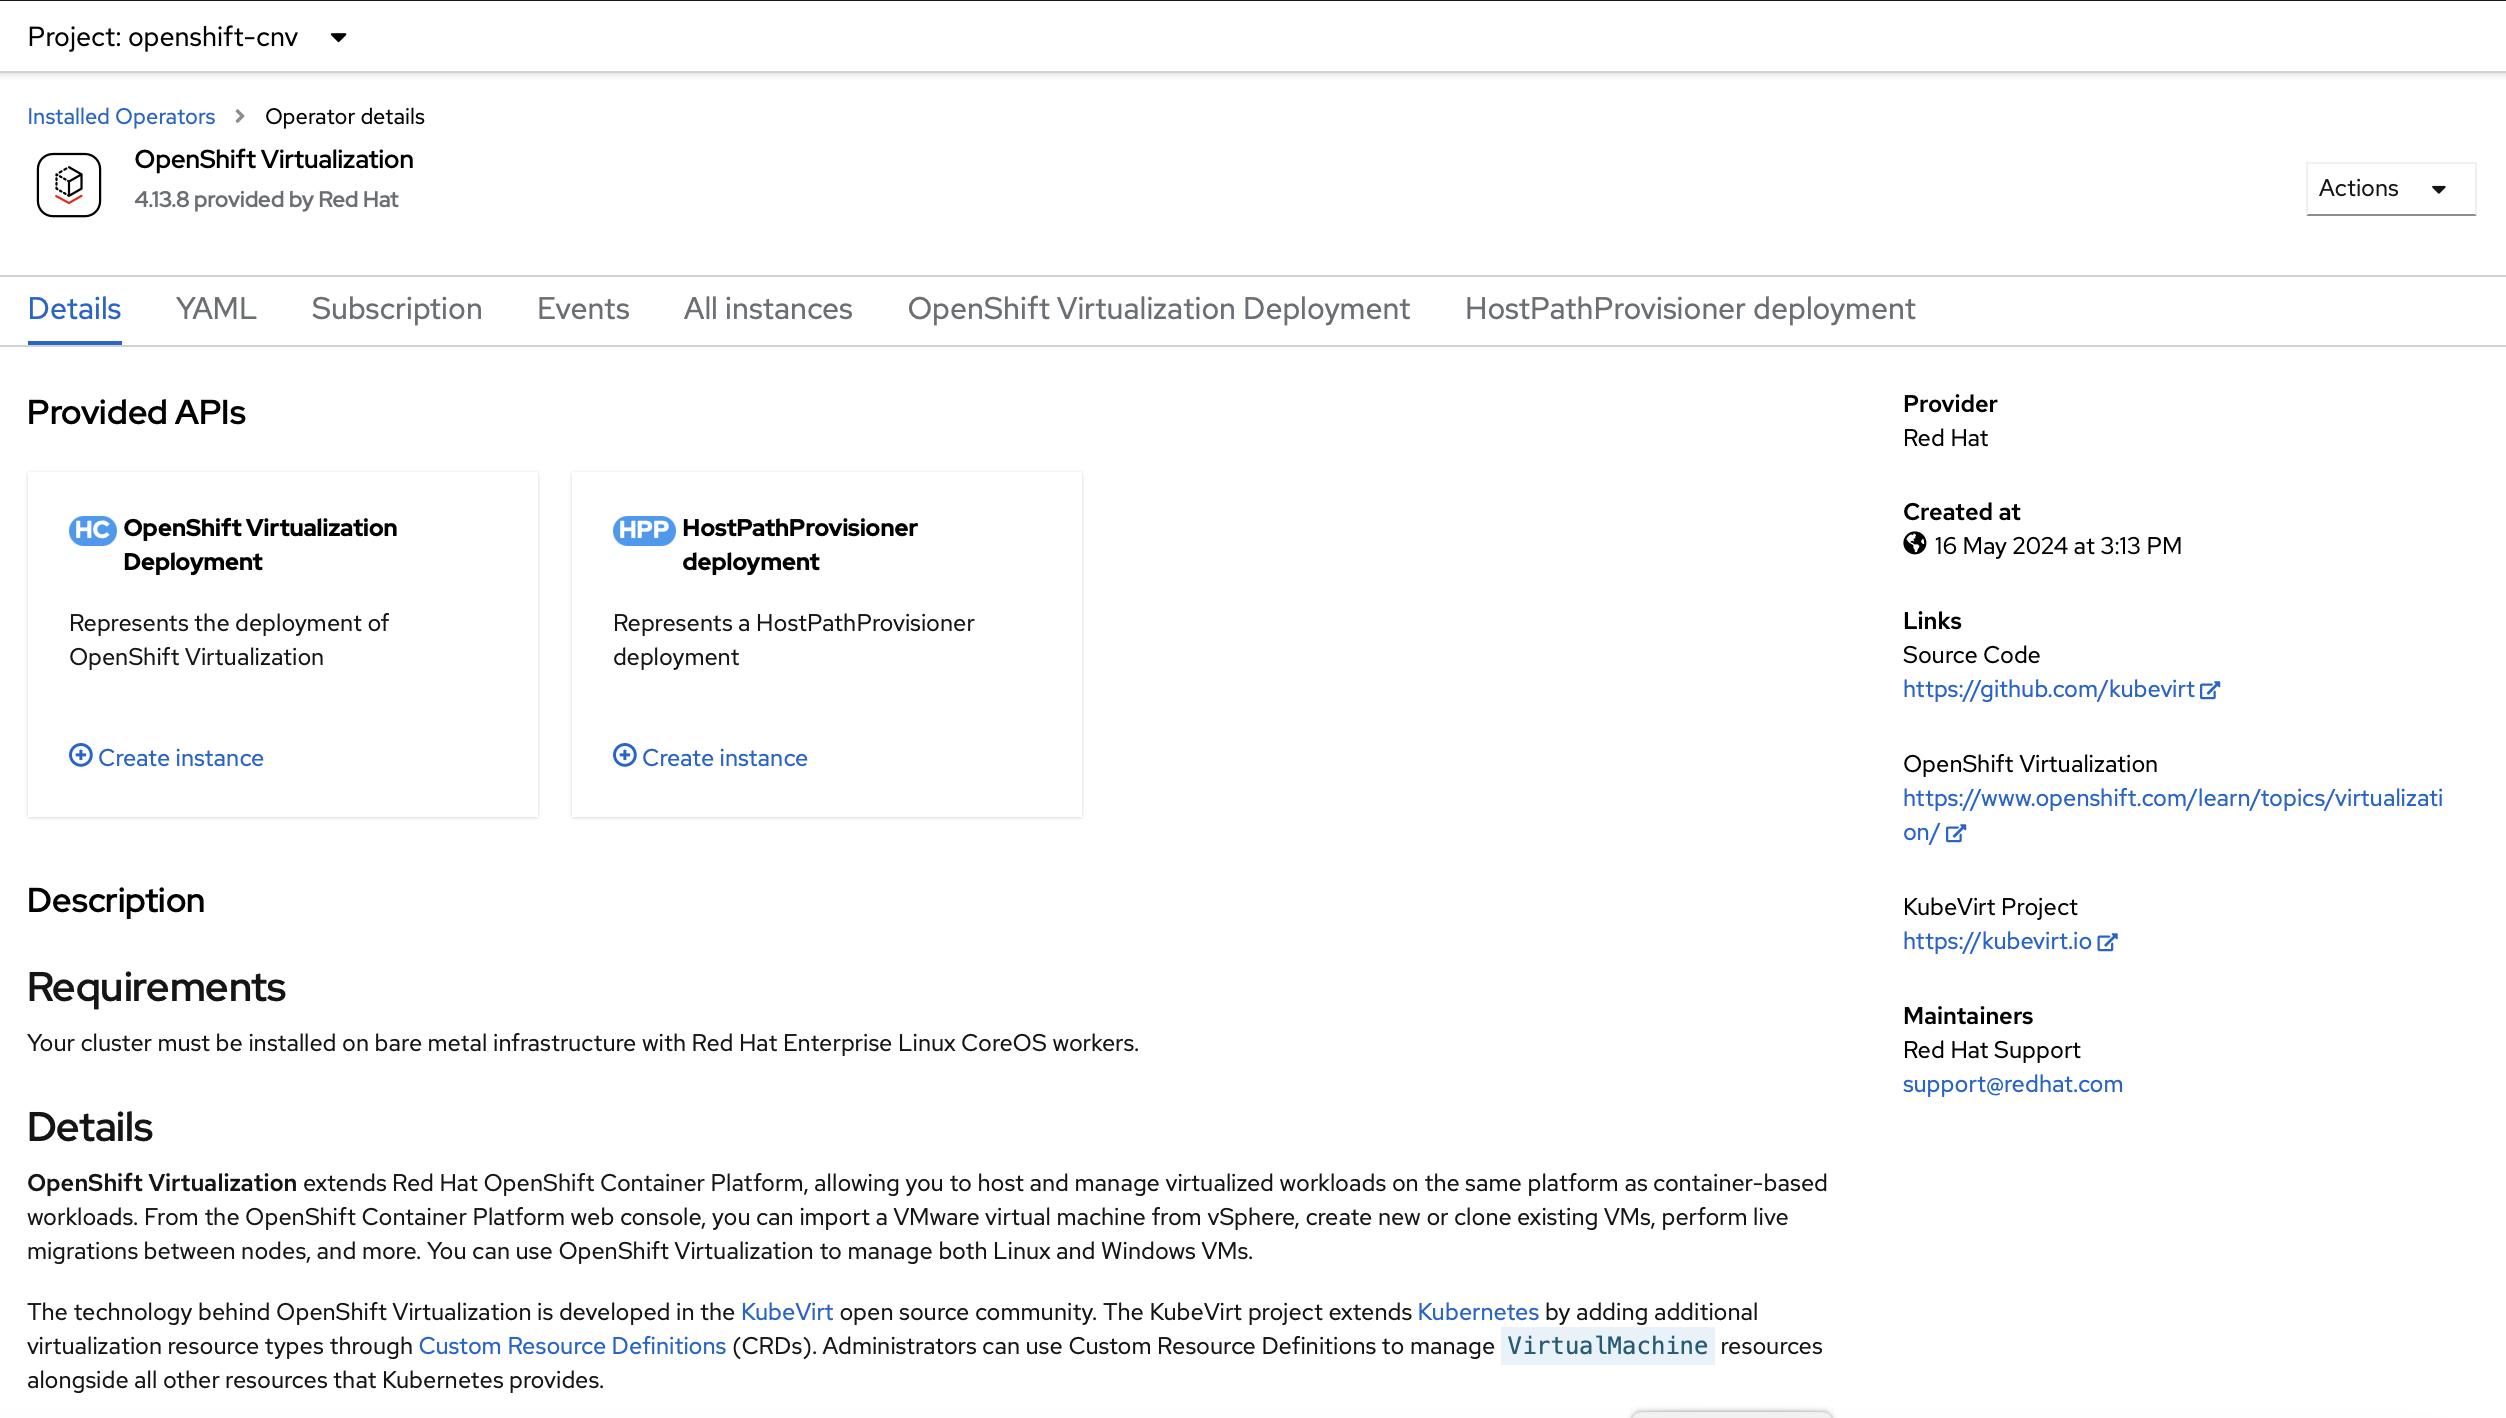 Project: openshift-cnv
Installed Operators
Operator details
OpenShift Virtualization
4.13.8 provided by Red Hat
Actions
Details
YAML
Subscription
Events
All instances
OpenShift Virtualization Deployment
HostPathProvisioner deployment
Provided APIs
HC OpenShift Virtualization
Deployment
Represents the deployment of
OpenShift Virtualization
Create instance
HPP HostPathProvisioner
deployment
Represents a HostPathProvisioner
deployment
Create instance
Description
Requirements
Your cluster must be installed on bare metal infrastructure with Red Hat Enterprise Linux CoreOS workers.
Details
OpenShift Virtualization extends Red Hat OpenShift Container Platform, allowing you to host and manage virtualized workloads on the same platform as container-based
workloads. From the OpenShift Container Platform web console, you can import a VMware virtual machine from vSphere, create new or clone existing VMs, perform live
migrations between nodes, and more. You can use OpenShift Virtualization to manage both Linux and Windows VMs.
The technology behind OpenShift Virtualization is developed in the KubeVirt open source community. The KubeVirt project extends Kubernetes by adding additional
virtualization resource types through Custom Resource Definitions (CRDs). Administrators can use Custom Resource Definitions to manage VirtualMachine resources
alongside all other resources that Kubernetes provides.
Provider
Red Hat
Created at
16 May 2024 at 3:13 PM
Links
Source Code
https://github.com/kubevirt
OpenShift Virtualization
https://www.openshift.com/learn/topics/virtualizati
on/
KubeVirt Project
https://kubevirt.io
Maintainers
Red Hat Support
support@redhat.com